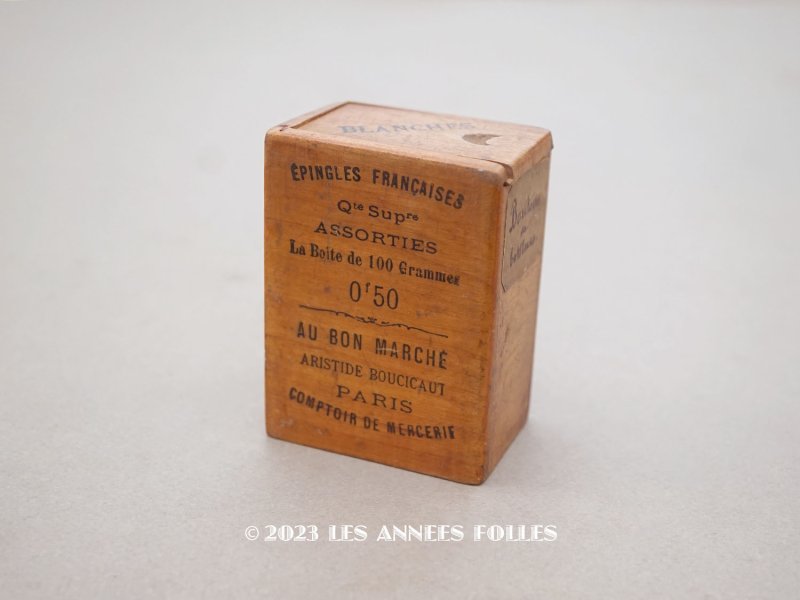 BLANCHES
ÉPINGLES FRANÇAISES
Qté Supre
ASSORTIES
La Boite de 100 Grammes
0f50
AU BON MARCHÉ
ARISTIDE BOUCICAUT
PARIS
COMPTOIR DE MERCERIE
© 2023 LES ANNEES FOLLES